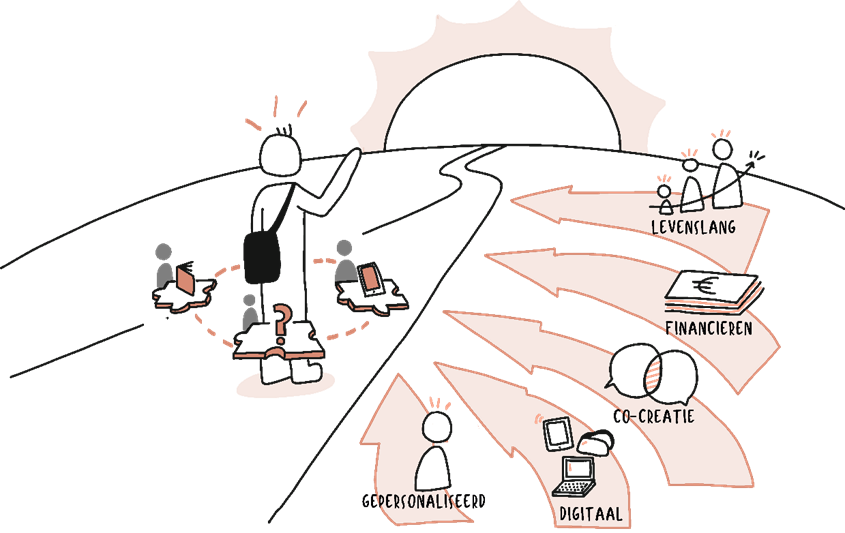 LEVENSLANG
€
FINANCIEREN
CO-CREATIE
?
GEPERSONALISEERD
DIGITAAL